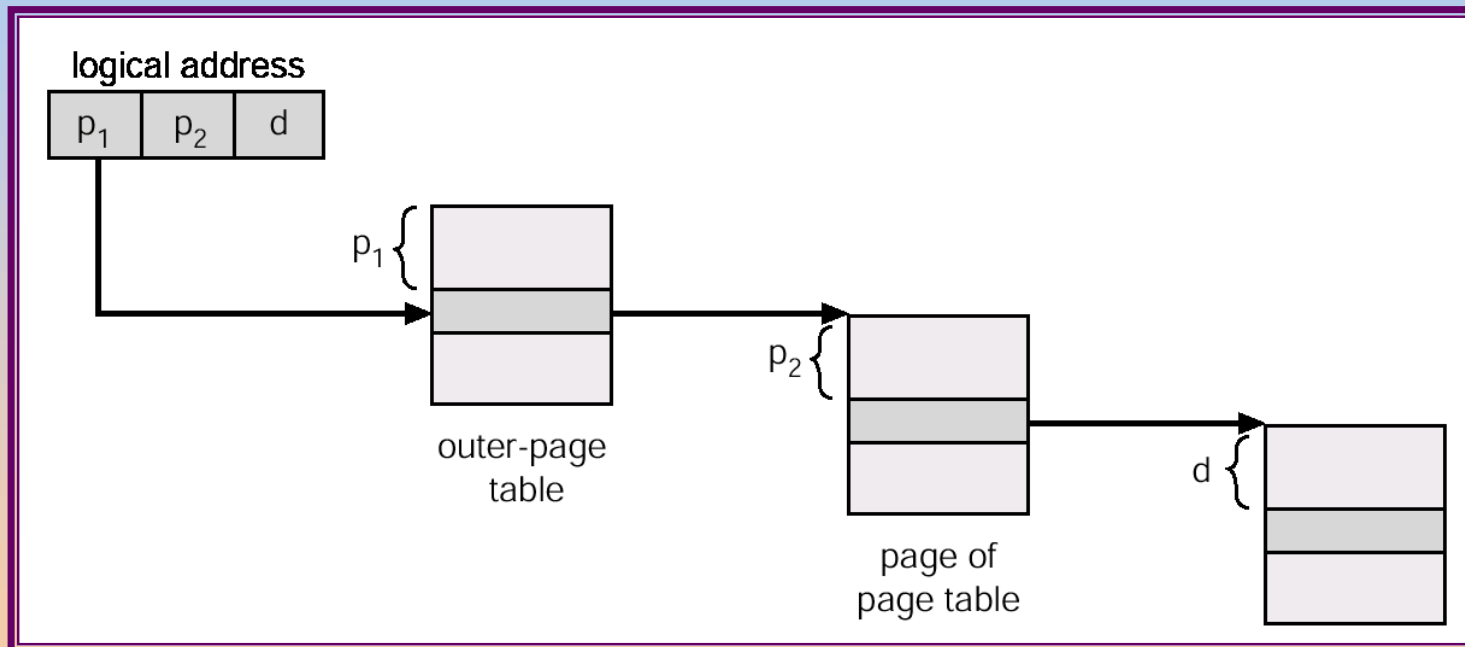 logical address
p₁ p₂ d
p₁
outer-page
table
p₂
page of
page table
d